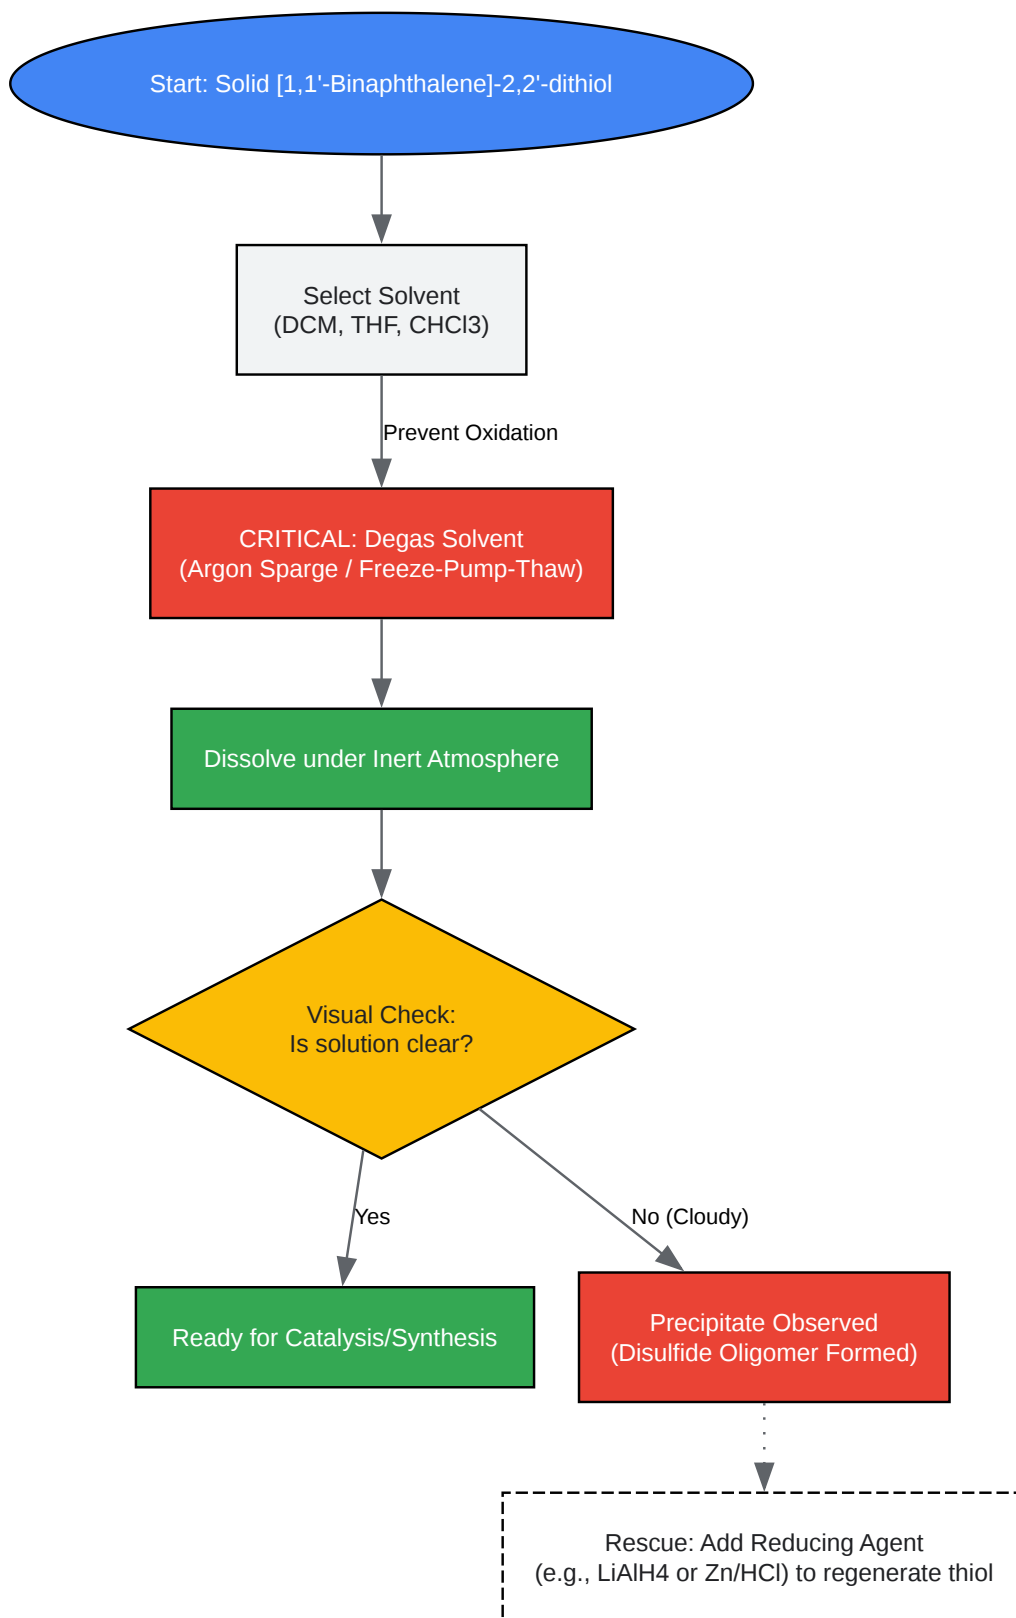 Start: Solid [1,1'-Binaphthalene]-2,2'-dithiol
Select Solvent
(DCM, THF, CHCl3)
Prevent Oxidation
CRITICAL: Degas Solvent
(Argon Sparge / Freeze-Pump-Thaw)
Dissolve under Inert Atmosphere
Visual Check:
Is solution clear?
Yes
No (Cloudy)
Ready for Catalysis/Synthesis
Precipitate Observed
(Disulfide Oligomer Formed)
Rescue: Add Reducing Agent
(e.g., LiAlH4 or Zn/HCl) to regenerate thiol